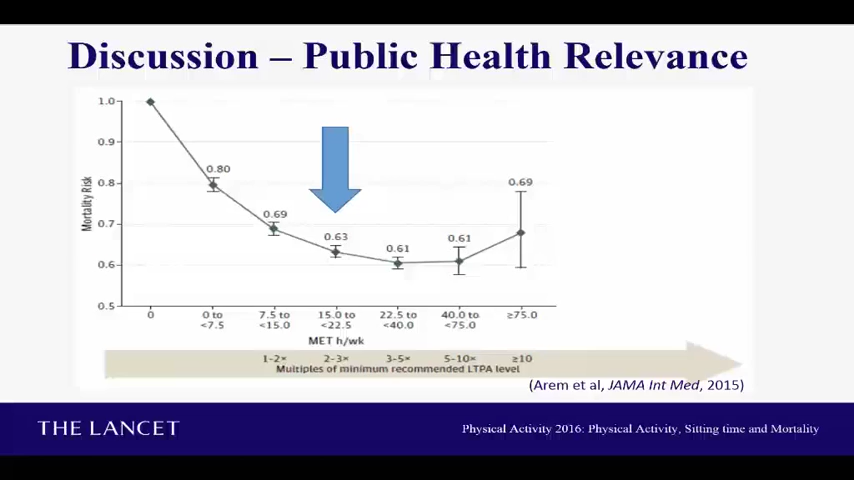 Discussion – Public Health Relevance
1.0
0.9
0.8
0.7
0.6
0.5
Mortality Risk
0.80
0.69
0.63
0.61
0.61
0.69
0
0 to
<7.5
7.5 to
<15.0
15.0 to
<22.5
22.5 to
<40.0
40.0 to
<75.0
≥75.0
MET h/wk
1-2× 2-3× 3-5× 5-10× ≥10
Multiples of minimum recommended LTPA level
(Arem et al, JAMA Int Med, 2015)
THE LANCET
Physical Activity 2016: Physical Activity, Sitting time and Mortality